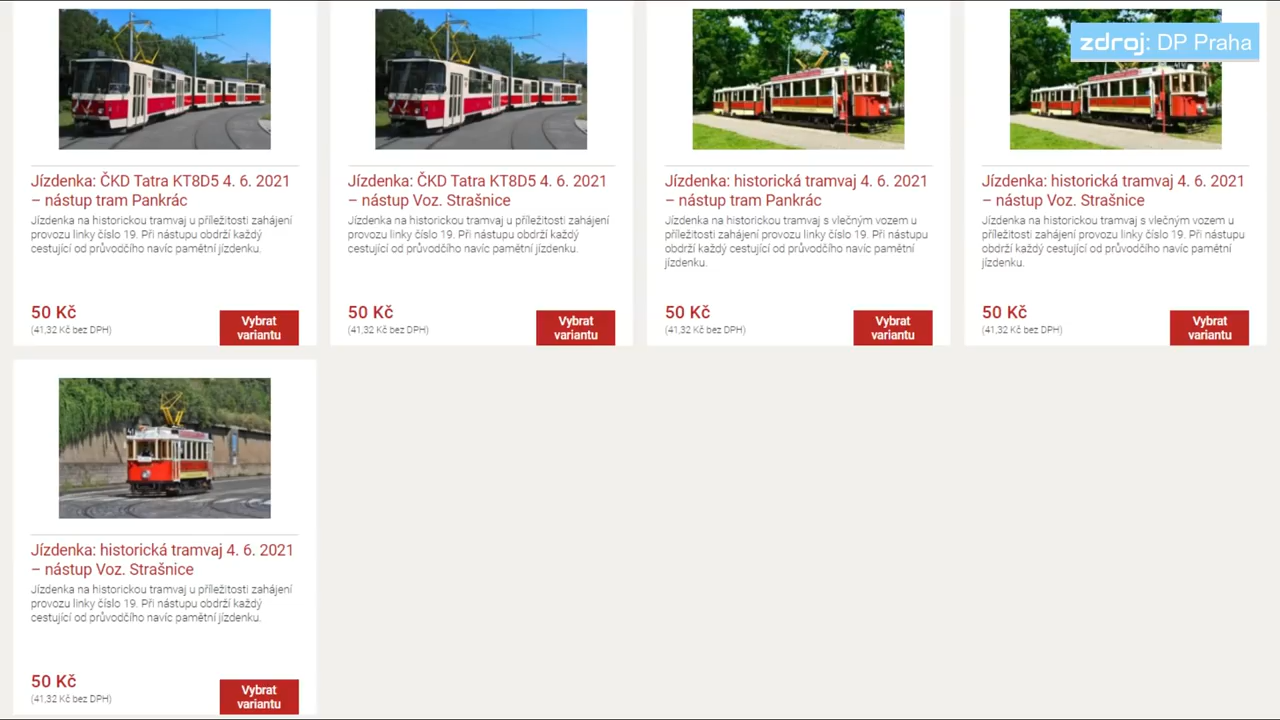 zdroj: DP Praha
Jízdenka: ČKD Tatra KT8D5 4. 6. 2021
– nástup tram Pankrác
Jízdenka na historickou tramvaj u příležitosti zahájení
provozu linky číslo 19. Při nástupu obdrží každý
cestující od průvodčího navíc pamětní jízdenku.
50 Kč
(41,32 Kč bez DPH)
Vybrat
variantu
Jízdenka: ČKD Tatra KT8D5 4. 6. 2021
– nástup Voz. Strašnice
Jízdenka na historickou tramvaj u příležitosti zahájení
provozu linky číslo 19. Při nástupu obdrží každý
cestující od průvodčího navíc pamětní jízdenku.
50 Kč
(41,32 Kč bez DPH)
Vybrat
variantu
Jízdenka: historická tramvaj 4. 6. 2021
– nástup tram Pankrác
Jízdenka na historickou tramvaj s vlečným vozem u
příležitosti zahájení provozu linky číslo 19. Při nástupu
obdrží každý cestující od průvodčího navíc pamětní
jízdenku.
50 Kč
(41,32 Kč bez DPH)
Vybrat
variantu
Jízdenka: historická tramvaj 4. 6. 2021
– nástup Voz. Strašnice
Jízdenka na historickou tramvaj s vlečným vozem u
příležitosti zahájení provozu linky číslo 19. Při nástupu
obdrží každý cestující od průvodčího navíc pamětní
jízdenku.
50 Kč
(41,32 Kč bez DPH)
Vybrat
variantu
Jízdenka: historická tramvaj 4. 6. 2021
– nástup Voz. Strašnice
Jízdenka na historickou tramvaj u příležitosti zahájení
provozu linky číslo 19. Při nástupu obdrží každý
cestující od průvodčího navíc pamětní jízdenku.
50 Kč
(41,32 Kč bez DPH)
Vybrat
variantu